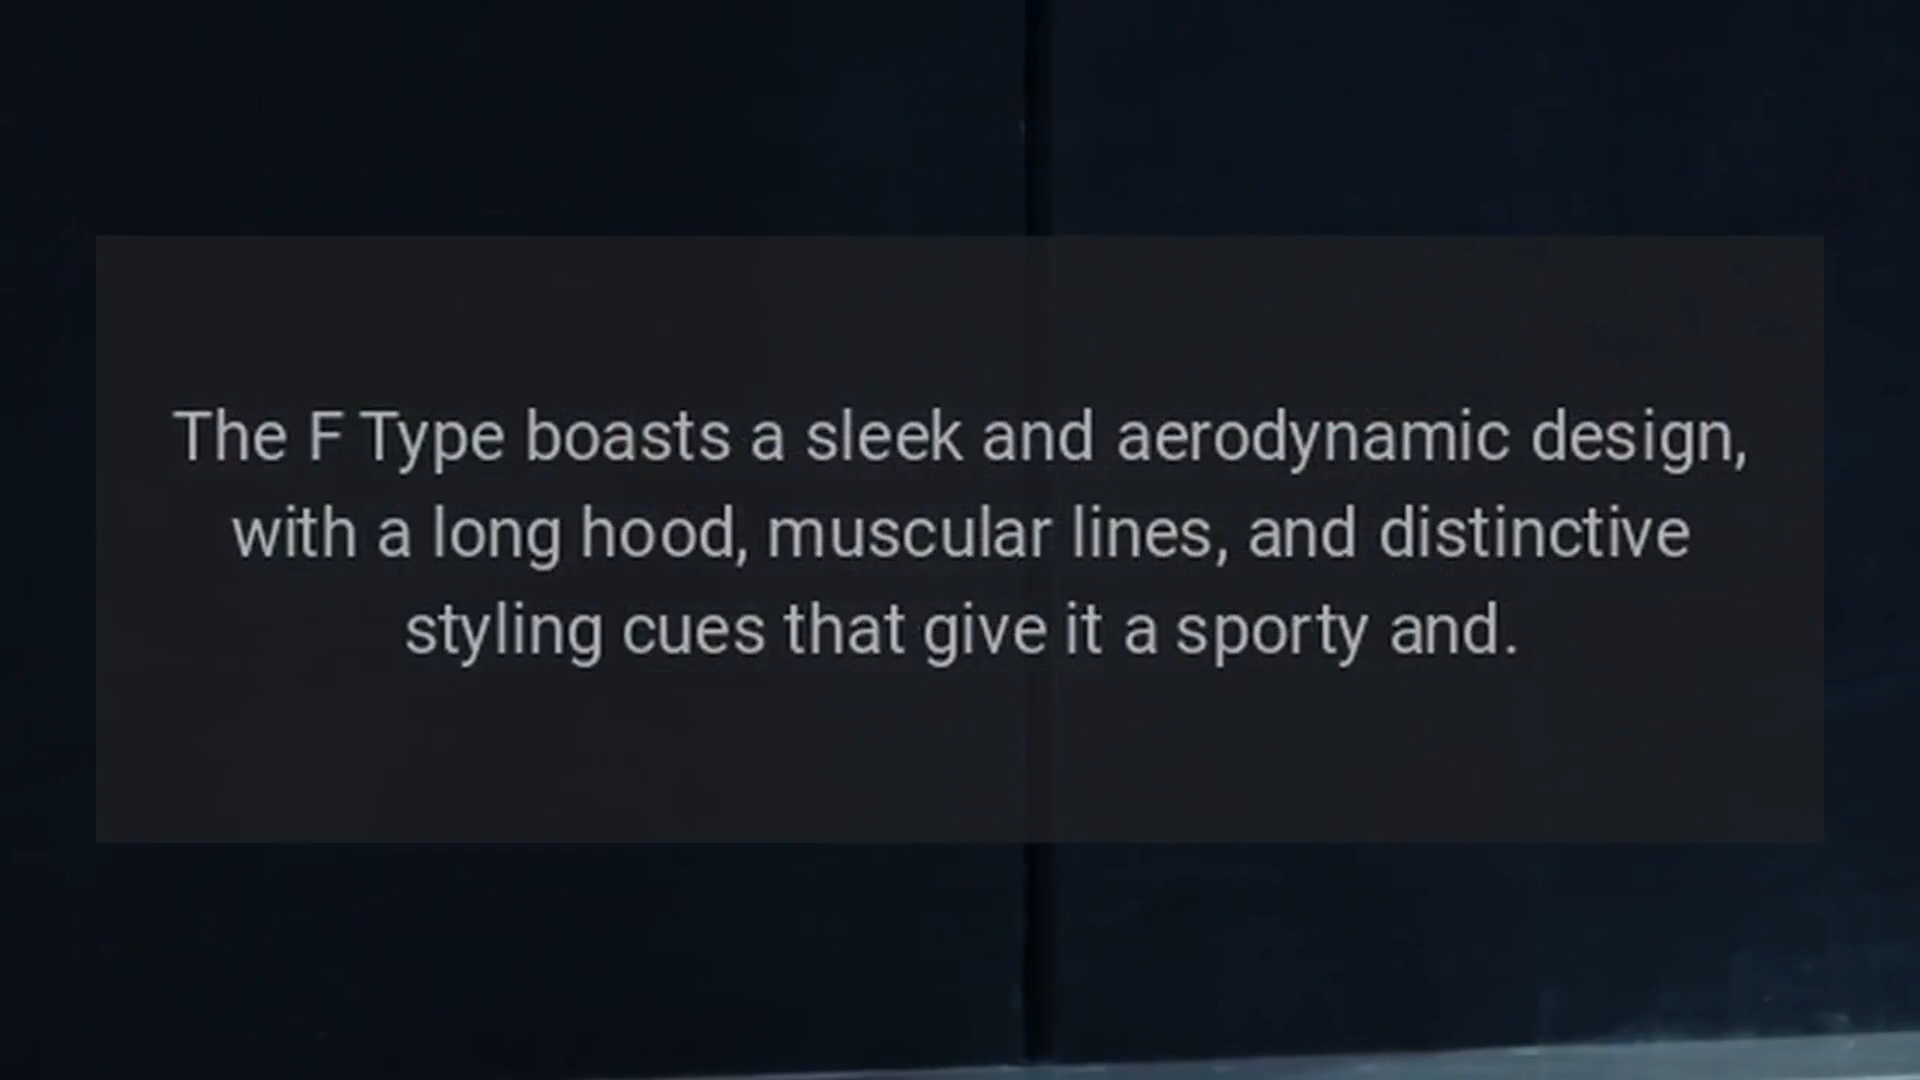 The F Type boasts a sleek and aerodynamic design,
with a long hood, muscular lines, and distinctive
styling cues that give it a sporty and.